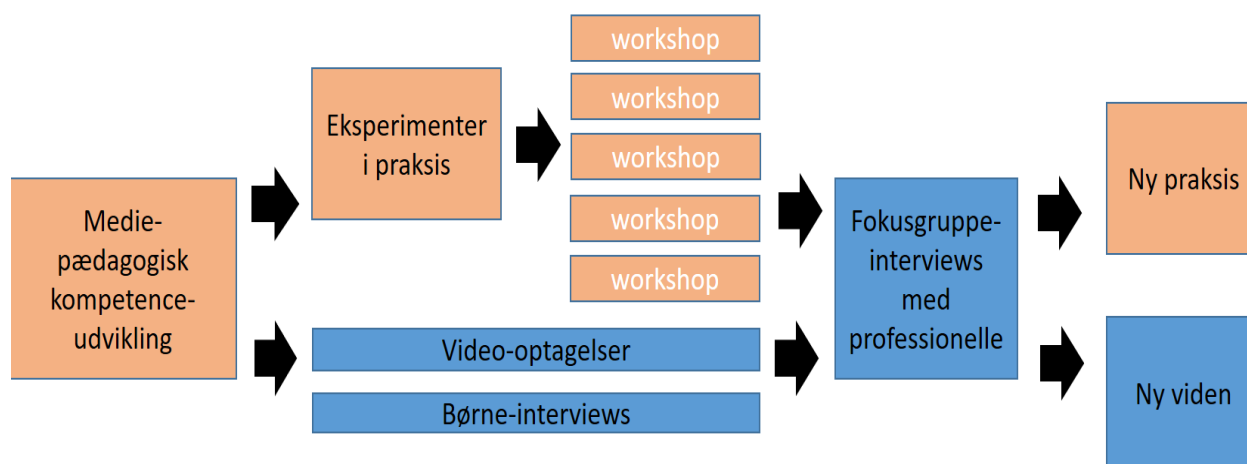 Medie-
pædagogisk
kompetence-
udvikling
Eksperimenter
i praksis
workshop
workshop
workshop
workshop
workshop
Video-optagelser
Børne-interviews
Fokusgruppe-
interviews
med
professionelle
Ny praksis
Ny viden